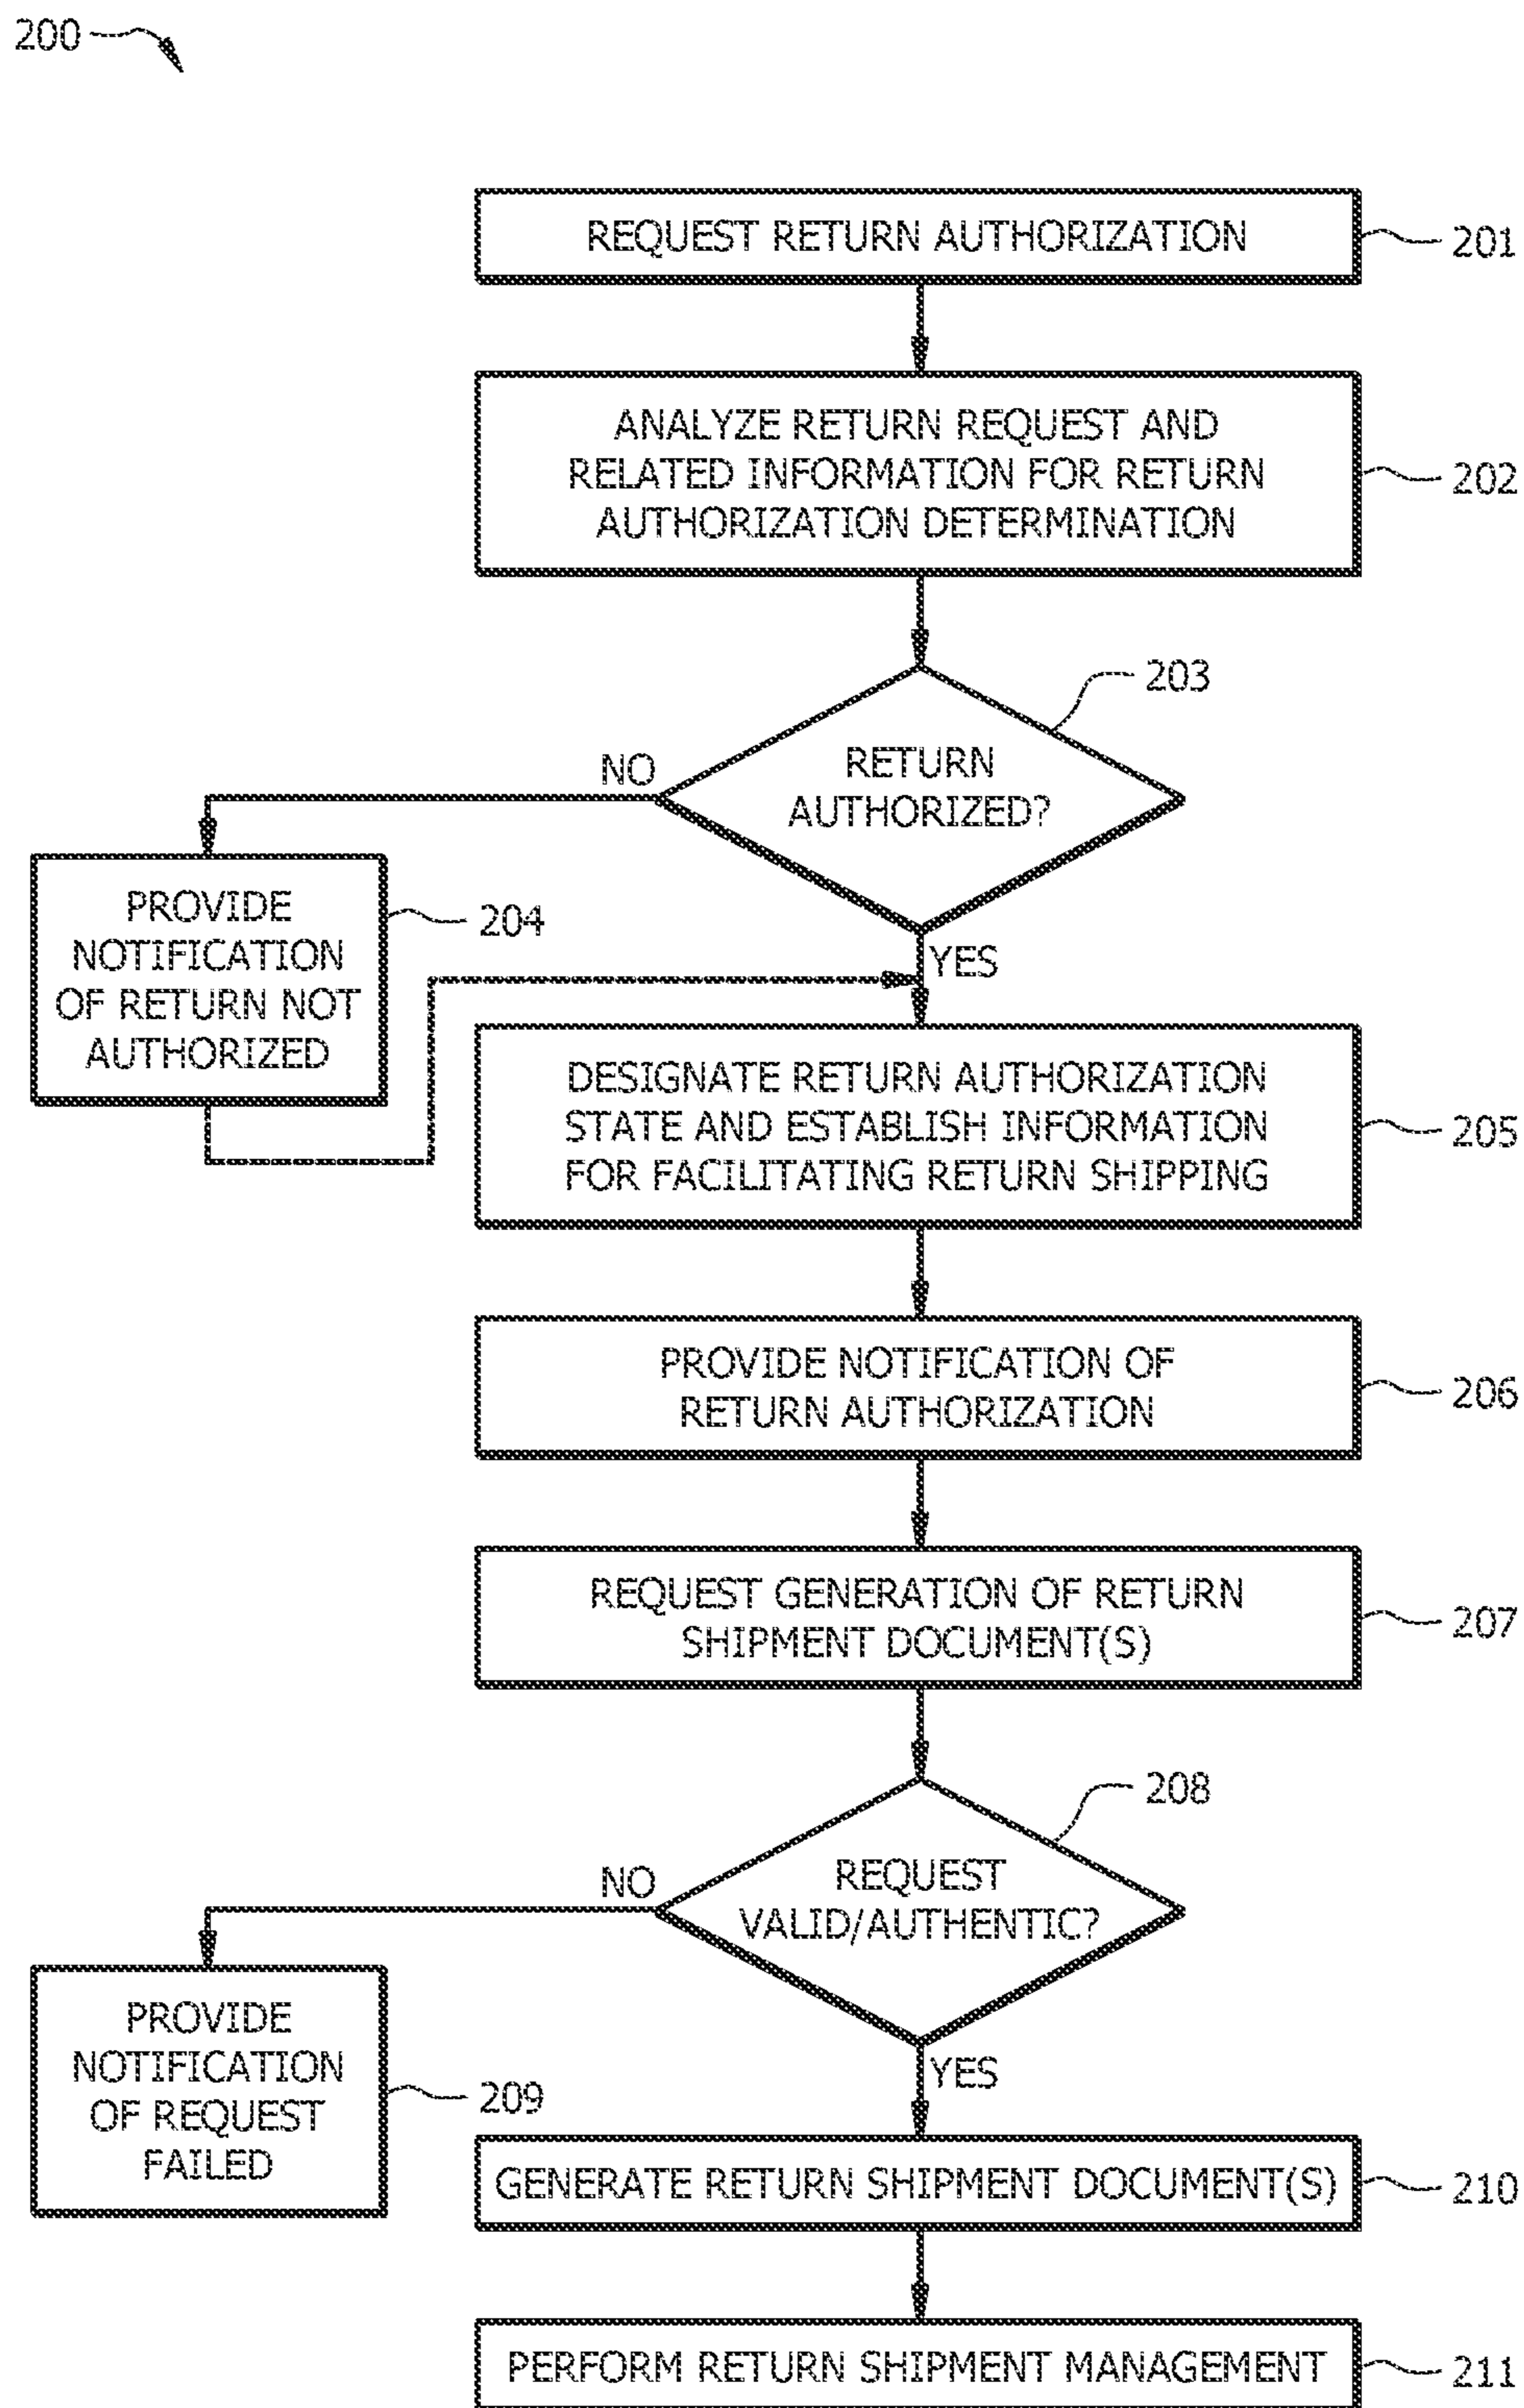 200
REQUEST RETURN AUTHORIZATION
201
ANALYZE RETURN REQUEST AND
RELATED INFORMATION FOR RETURN
AUTHORIZATION DETERMINATION
202
203
RETURN
AUTHORIZED?
NO
YES
PROVIDE
NOTIFICATION
OF RETURN NOT
AUTHORIZED
204
DESIGNATE RETURN AUTHORIZATION
STATE AND ESTABLISH INFORMATION
FOR FACILITATING RETURN SHIPPING
205
PROVIDE NOTIFICATION OF
RETURN AUTHORIZATION
206
REQUEST GENERATION OF RETURN
SHIPMENT DOCUMENT(S)
207
208
REQUEST
VALID/AUTHENTIC?
NO
YES
PROVIDE
NOTIFICATION
OF REQUEST
FAILED
209
GENERATE RETURN SHIPMENT DOCUMENT(S)
210
PERFORM RETURN SHIPMENT MANAGEMENT
211